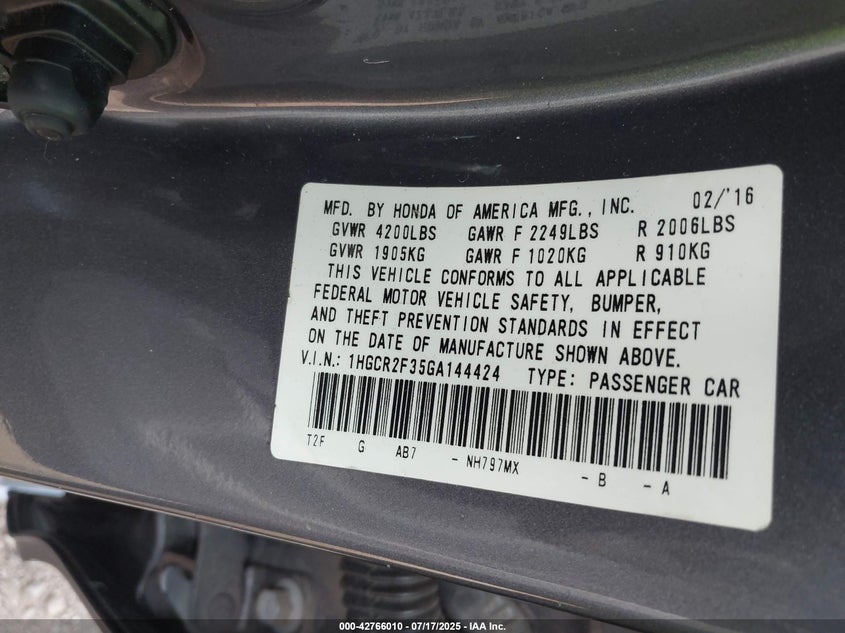 MFD. BY HONDA OF AMERICA MFG., INC. 02/'16
GVWR 4200LBS GAWR F 2249LBS R 2006LBS
GVWR 1905KG GAWR F 1020KG R 910KG
THIS VEHICLE CONFORMS TO ALL APPLICABLE
FEDERAL MOTOR VEHICLE SAFETY, BUMPER,
AND THEFT PREVENTION STANDARDS IN EFFECT
ON THE DATE OF MANUFACTURE SHOWN ABOVE.
V.I.N.: 1HGCR2F35GA144424 TYPE: PASSENGER CAR
T2F G AB7 - NH797MX - B - A
000-42766010 - 07/17/2025 - IAA Inc.